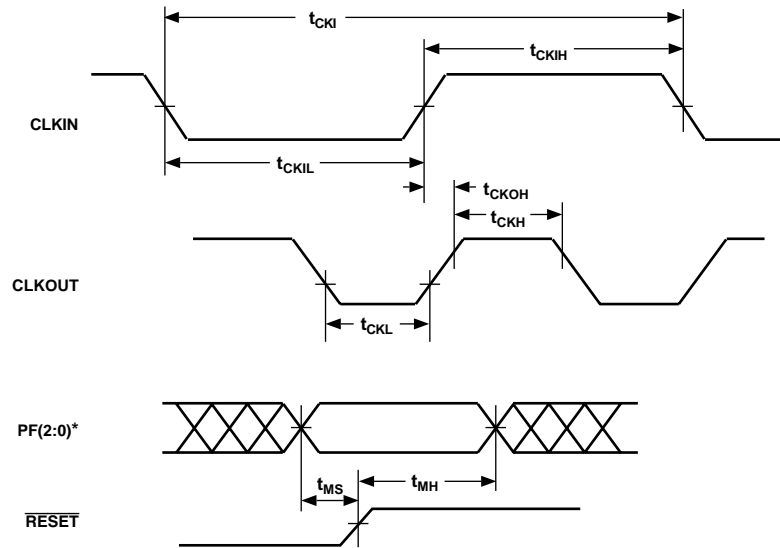 tCKI
tCKIH
CLKIN
tCKIL
tCKOH
tCKH
CLKOUT
tCKL
PF(2:0)*
tMS
tMH
RESET